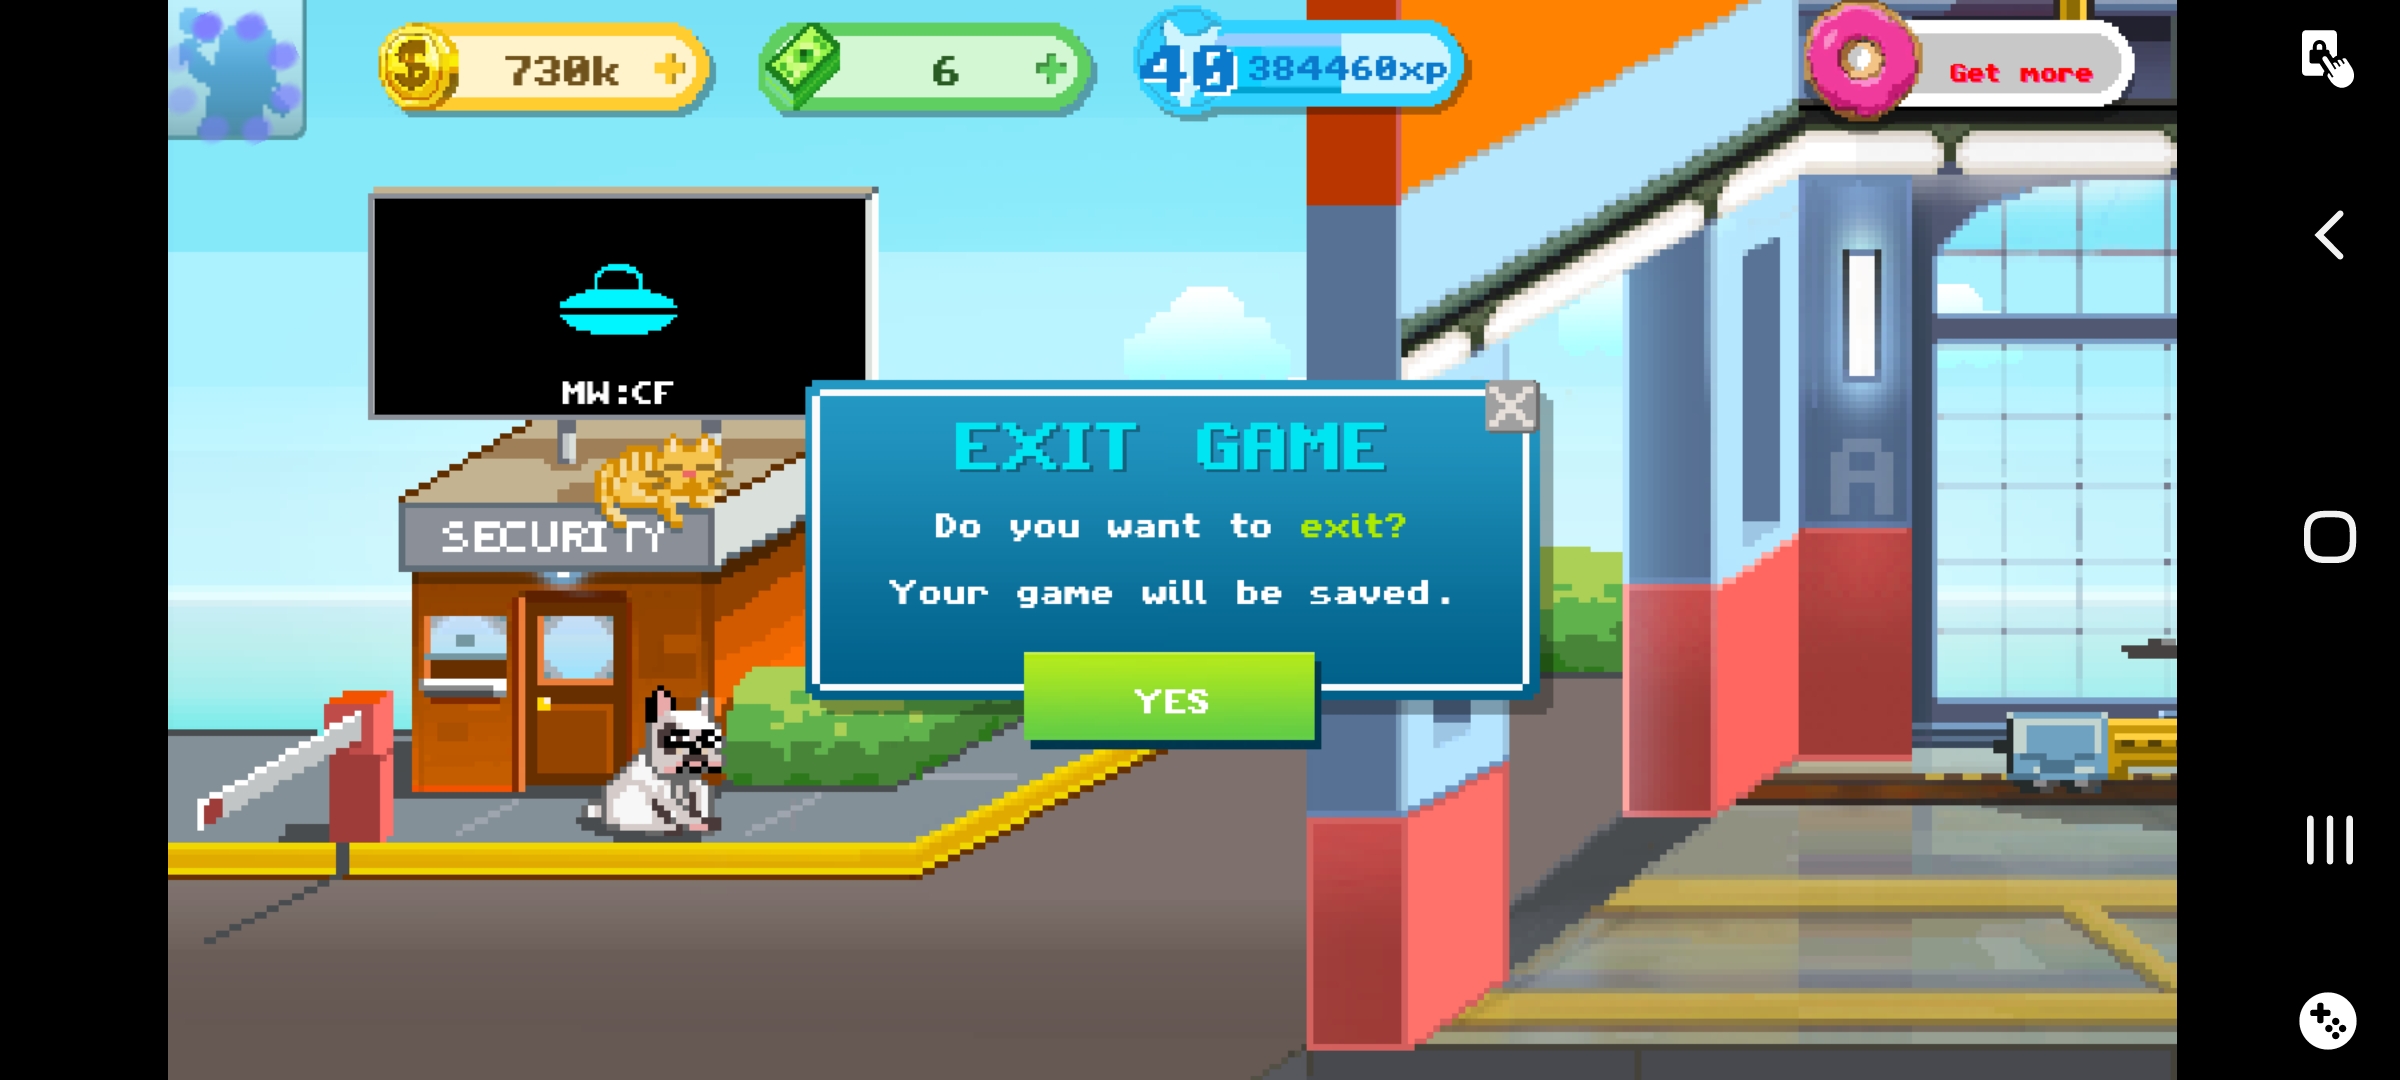 730k
6
40 384460xp
Get more
MW:CF
SECURITY
EXIT GAME
Do you want to exit?
Your game will be saved.
YES
A